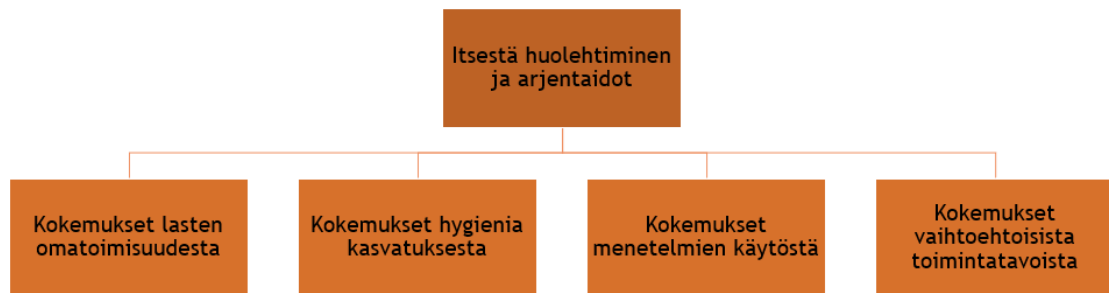 Itsestä huolehtiminen
ja arjentaidot
Kokemukset lasten
omatoimisuudesta
Kokemukset hygienia
kasvatuksesta
Kokemukset
menetelmien käytöstä
Kokemukset
vaihtoehtoisista
toimintatavoista